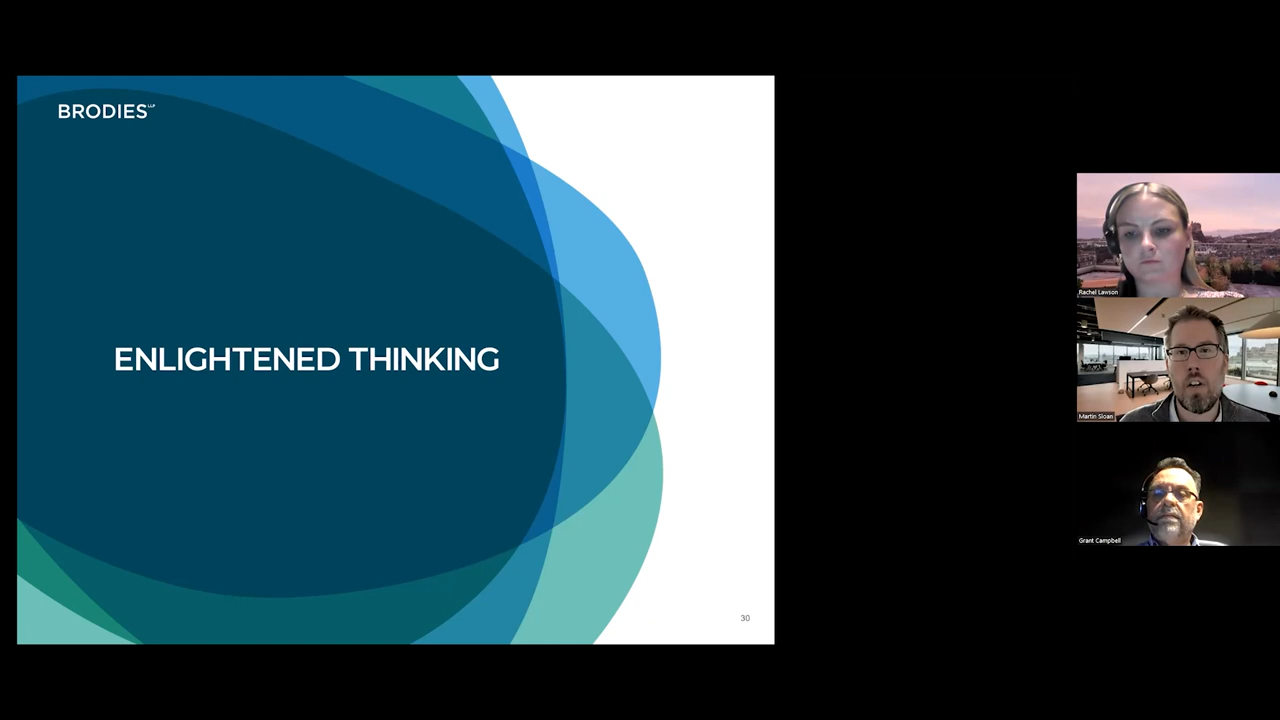 BRODIES LLP
ENLIGHTENED THINKING
30
Rachel Lawson
Martin Sloan
Grant Campbell